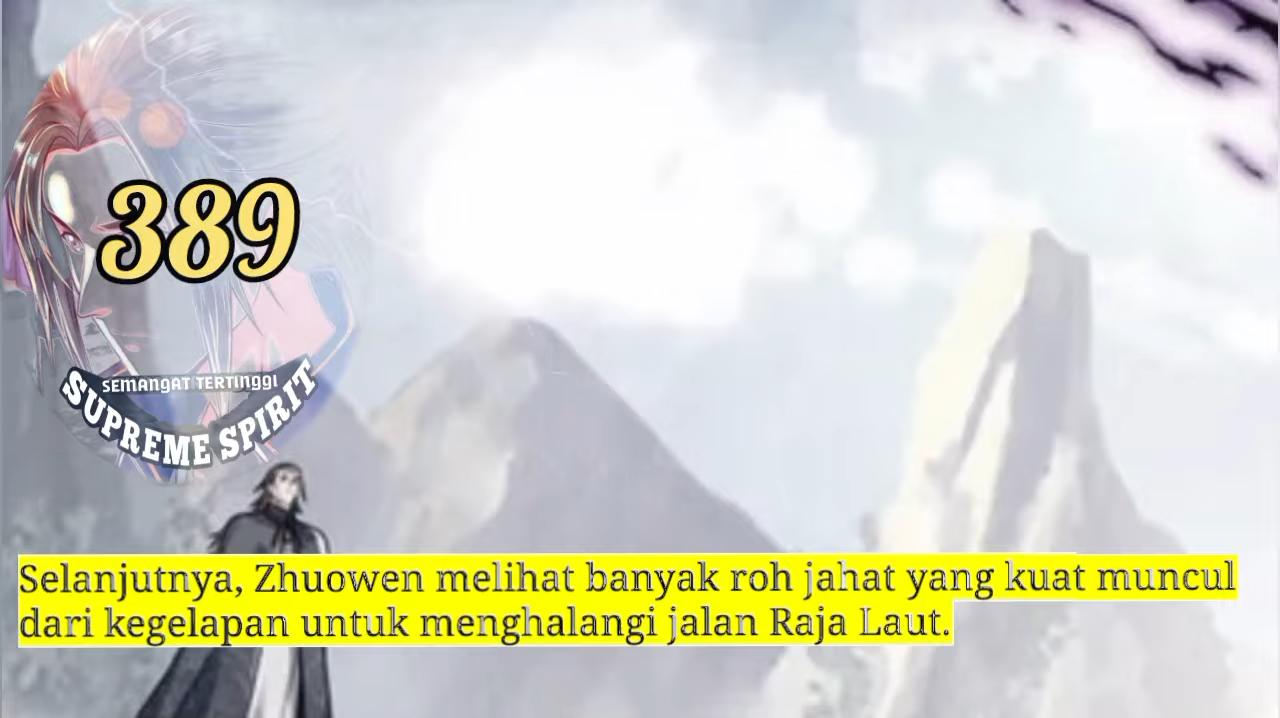 389
SEMANGAT TERTINGGI
SUPREME SPIRIT
Selanjutnya, Zhuowen melihat banyak roh jahat yang kuat muncul
dari kegelapan untuk menghalangi jalan Raja Laut.